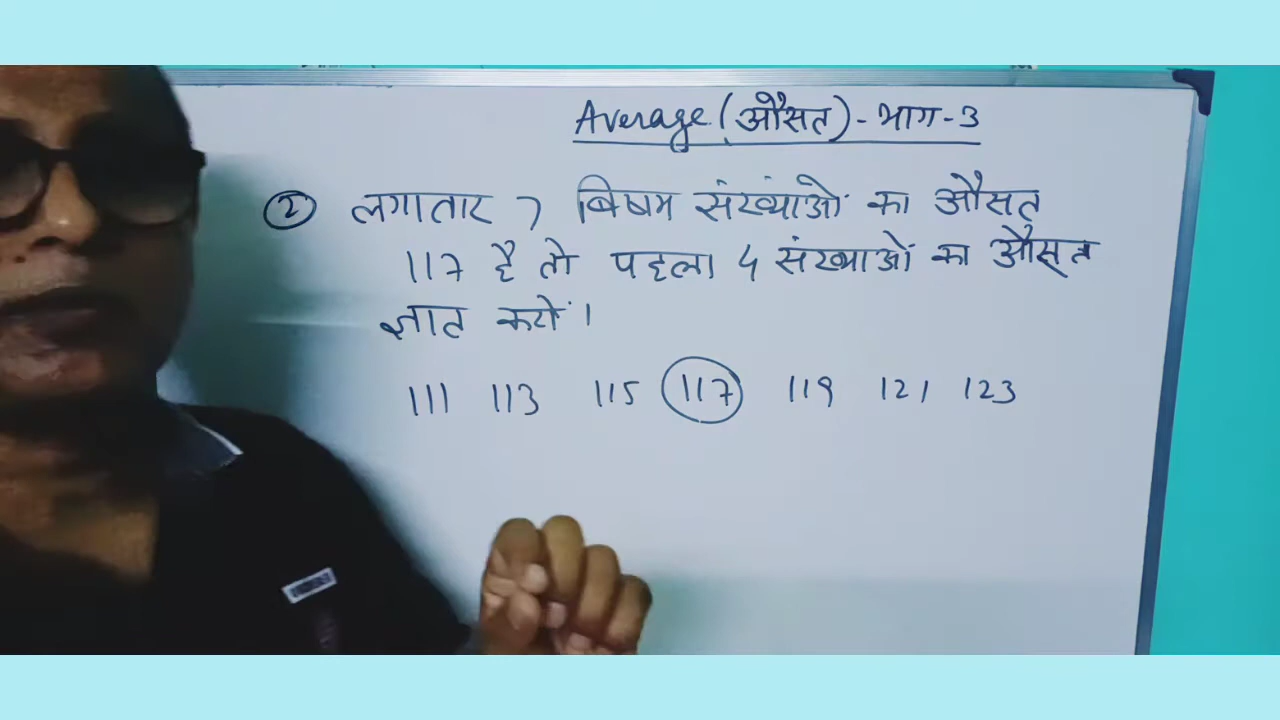 Average (औसत) - भाग - 3
② लगातार 7 बिषम संख्यांओं का औसत
117 है तो पहला 4 संख्याओं का औसत
ज्ञात करों।
111 113 115 117 119 121 123